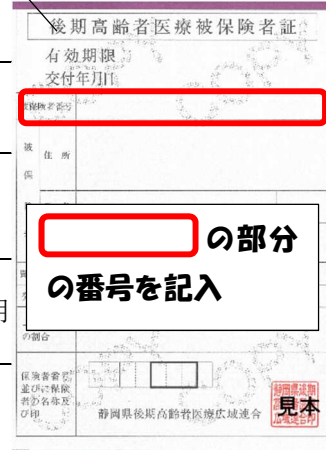 後期高齢者医療被保険者証
有効期限
交付年月日
被保険者番号
被
住所
保
の部分
の番号を記入
期
の割合
保険者番号
並びに保険
者の名称及
び印
静岡県後期高齢者医療広域連合
見本